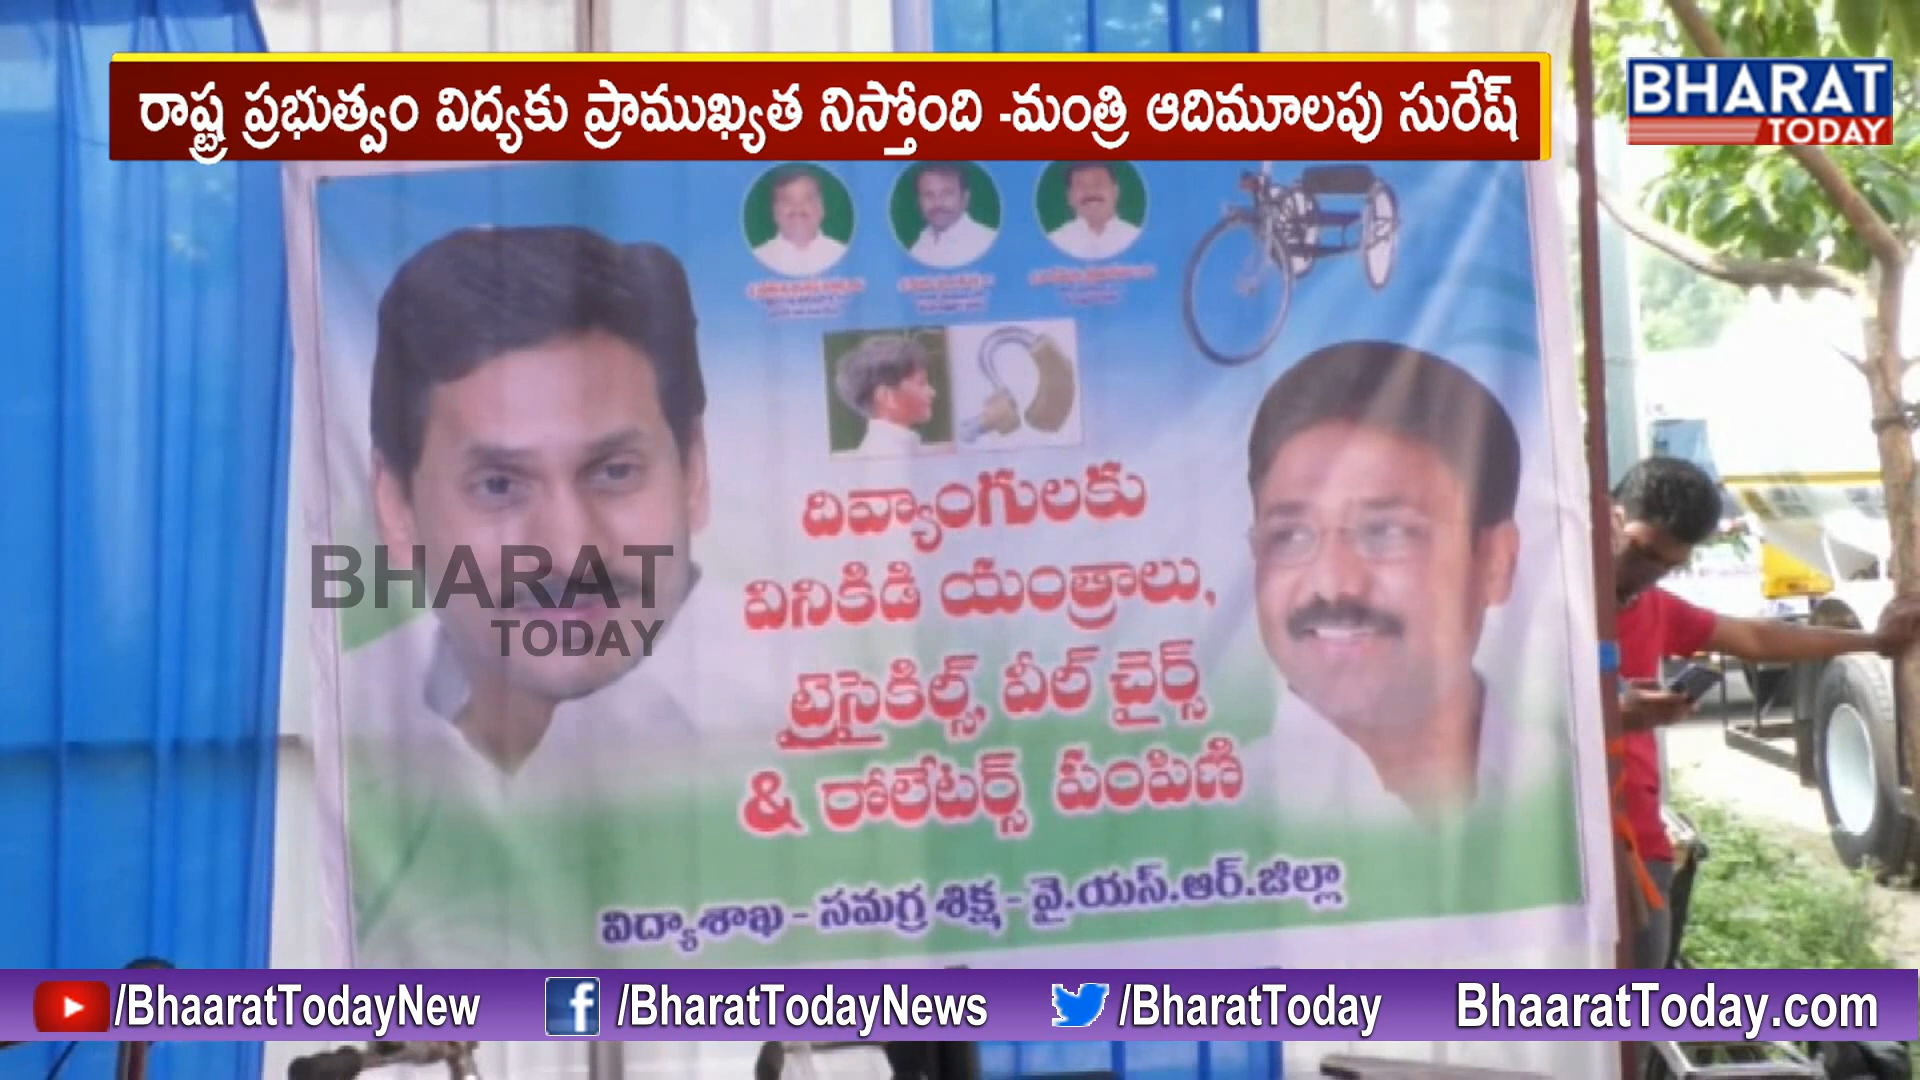 రాష్ట్ర ప్రభుత్వం విద్యకు ప్రాముఖ్యత నిస్తోంది -మంత్రి ఆదిమూలపు సురేష్
BHARAT
TODAY
దివ్యాంగులకు
వినికిడి యంత్రాలు,
ట్రైసైకిల్స్, వీల్ చైర్స్
& రోలేటర్స్ పంపిణి
BHARAT
TODAY
విద్యాశాఖ - సమగ్ర శిక్ష - వై.యస్.ఆర్.జిల్లా
/BhaaratTodayNew /BharatTodayNews /BharatToday BhaaratToday.com